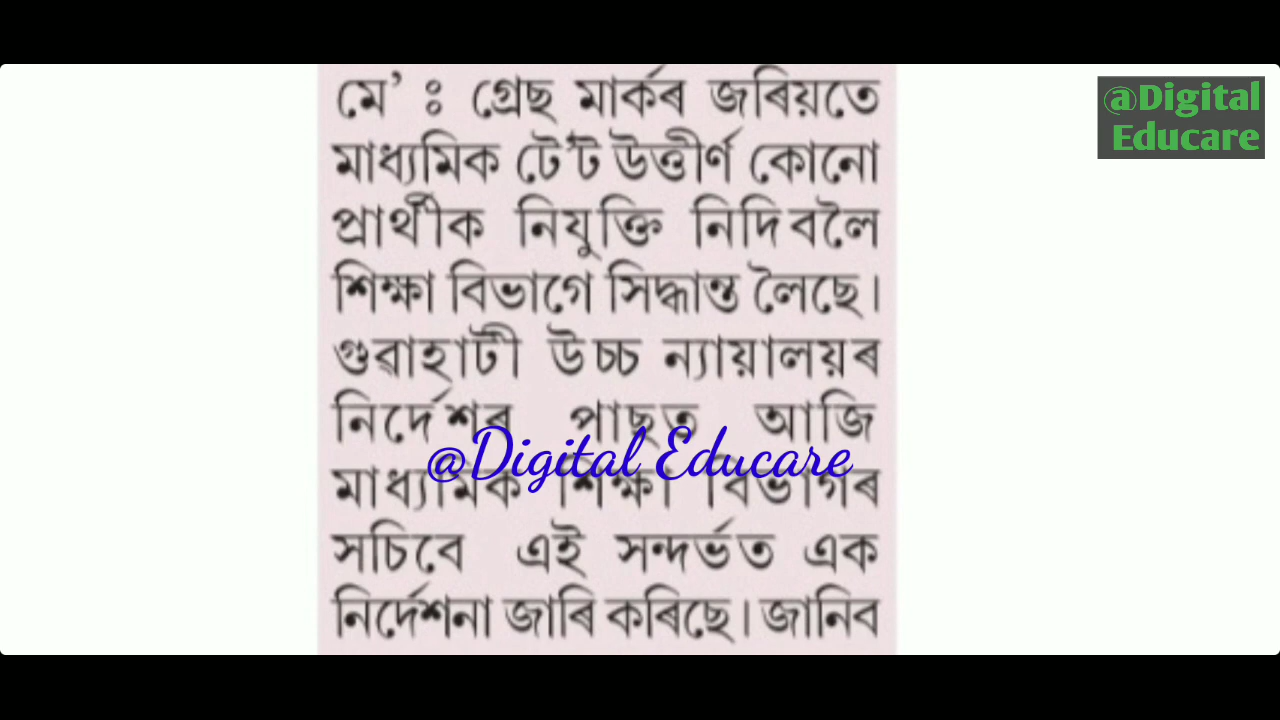 মে' ঃ গ্ৰেছ মাৰ্কৰ জৰিয়তে
মাধ্যমিক টে'ট উত্তীৰ্ণ কোনো
প্ৰাৰ্থীক নিযুক্তি নিদিবলৈ
শিক্ষা বিভাগে সিদ্ধান্ত লৈছে।
গুৱাহাটী উচ্চ ন্যায়ালয়ৰ
নিৰ্দেশৰ পাছত আজি
মাধ্যমিক শিক্ষা বিভাগৰ
সচিবে এই সন্দৰ্ভত এক
নিৰ্দেশনা জাৰি কৰিছে। জানিব
@Digital Educare
@Digital
Educare